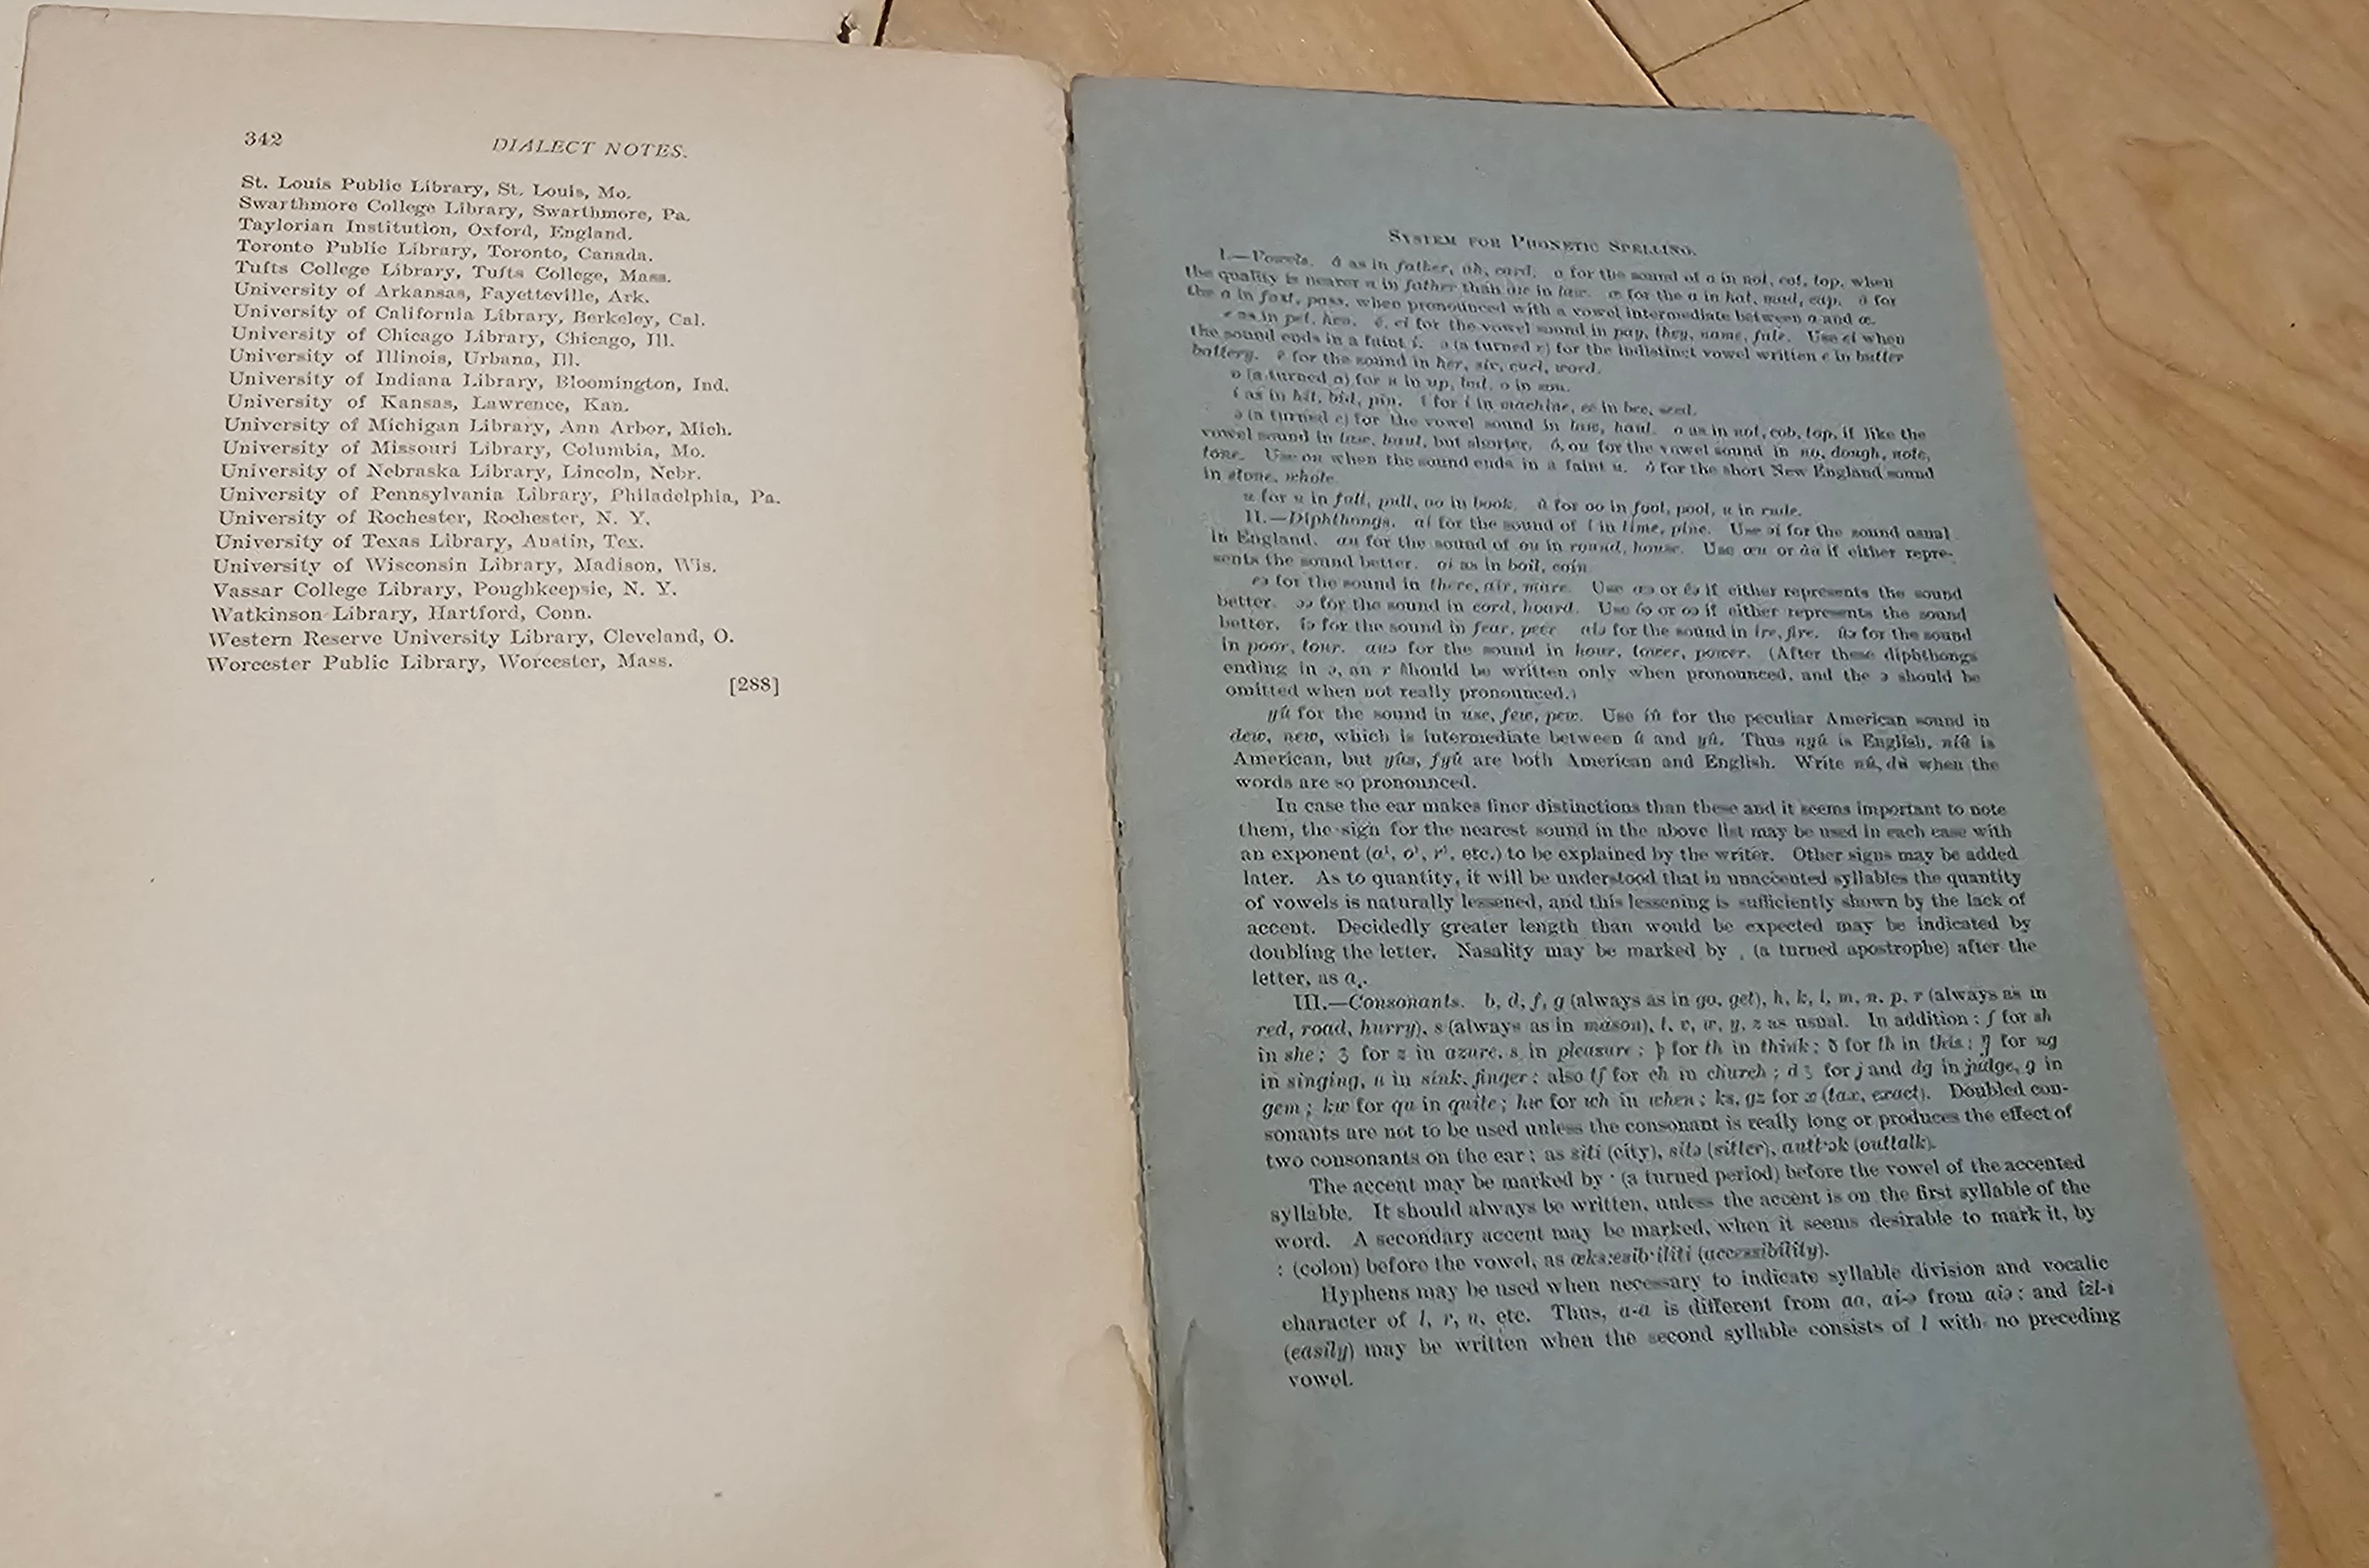 342
DIALECT NOTES.
St. Louis Public Library, St. Louis, Mo.
Swarthmore College Library, Swarthmore, Pa.
Taylorian Institution, Oxford, England.
Toronto Public Library, Toronto, Canada.
Tufts College Library, Tufts College, Mass.
University of Arkansas, Fayetteville, Ark.
University of California Library, Berkeley, Cal.
University of Chicago Library, Chicago, Ill.
University of Illinois, Urbana, Ill.
University of Indiana Library, Bloomington, Ind.
University of Kansas, Lawrence, Kan.
University of Michigan Library, Ann Arbor, Mich.
University of Missouri Library, Columbia, Mo.
University of Nebraska Library, Lincoln, Nebr.
University of Pennsylvania Library, Philadelphia, Pa.
University of Rochester, Rochester, N. Y.
University of Texas Library, Austin, Tex.
University of Wisconsin Library, Madison, Wis.
Vassar College Library, Poughkeepsie, N. Y.
Watkinson Library, Hartford, Conn.
Western Reserve University Library, Cleveland, O.
Worcester Public Library, Worcester, Mass.
[288]
SYSTEM FOR PHONETIC SPELLING.
I.—Vowels. as in father, ah, card. a for the sound of o in not, cot, top, when
the quality is nearer a in father than aw in law. æ for the a in hat, mad, cap. for
the a in fast, pass, when pronounced with a vowel intermediate between a and æ.
e as in pet, hen. for the vowel sound in pay, they, name, fate. Use ei when
the sound ends in a faint i. ə (a turned e) for the indistinct vowel written e in butter
battery. for the sound in her, sir, curl, word.
ɐ (a turned a) for u in up, bud, o in son.
i as in hit, bid, pin. î for i in machine, ee in bee, seed.
ɔ (a turned c) for the vowel sound in law, haul. o as in not, cob, top, if like the
vowel sound in law, haul, but shorter. ô, ou for the vowel sound in no, dough, note,
tone. Use ou when the sound ends in a faint u. for the short New England sound
in stone, whole.
u for u in full, pull, oo in book. û for oo in fool, pool, u in rude.
II.—Diphthongs. ai for the sound of i in time, pine. Use for the sound usual
in England. au for the sound of ou in round, house. Use æu or if either repre-
sents the sound better. oi as in boil, coin.
eə for the sound in there, air, mare. Use æə or êə if either represents the sound
better. ɔə for the sound in cord, hoard. Use ôə or oə if either represents the sound
better. îə for the sound in fear, peer. aiə for the sound in ire, fire. ûə for the sound
in poor, tour. auə for the sound in hour, tower, power. (After these diphthongs
ending in ə, an r should be written only when pronounced, and the ə should be
omitted when not really pronounced.)
yû for the sound in use, few, pew. Use iû for the peculiar American sound in
dew, new, which is intermediate between û and yû. Thus nyû is English, niû is
American, but yûs, fyû are both American and English. Write nû, dû when the
words are so pronounced.
In case the ear makes finer distinctions than these and it seems important to note
them, the sign for the nearest sound in the above list may be used in each case with
an exponent (a¹, o¹, r¹, etc.) to be explained by the writer. Other signs may be added
later. As to quantity, it will be understood that in unaccented syllables the quantity
of vowels is naturally lessened, and this lessening is sufficiently shown by the lack of
accent. Decidedly greater length than would be expected may be indicated by
doubling the letter. Nasality may be marked by ˛ (a turned apostrophe) after the
letter, as a˛.
III.—Consonants. b, d, f, g (always as in go, get), h, k, l, m, n, p, r (always as in
red, road, hurry), s (always as in mason), t, v, w, y, z as usual. In addition: ʃ for sh
in she; ʒ for z in azure, s in pleasure; þ for th in think; ð for th in this; ŋ for ng
in singing, n in sink, finger; also tʃ for ch in church; dʒ for j and dg in judge, g in
gem; kw for qu in quite; hw for wh in when; ks, gz for x (tax, exact). Doubled con-
sonants are not to be used unless the consonant is really long or produces the effect of
two consonants on the ear: as siti (city), sitə (sitter), autt·ɔk (outtalk).
The accent may be marked by · (a turned period) before the vowel of the accented
syllable. It should always be written, unless the accent is on the first syllable of the
word. A secondary accent may be marked, when it seems desirable to mark it, by
: (colon) before the vowel, as æks:esib·iliti (accessibility).
Hyphens may be used when necessary to indicate syllable division and vocalic
character of l, r, n, etc. Thus, a-a is different from aa, ai-ə from aiə: and îzl-i
(easily) may be written when the second syllable consists of l with no preceding
vowel.